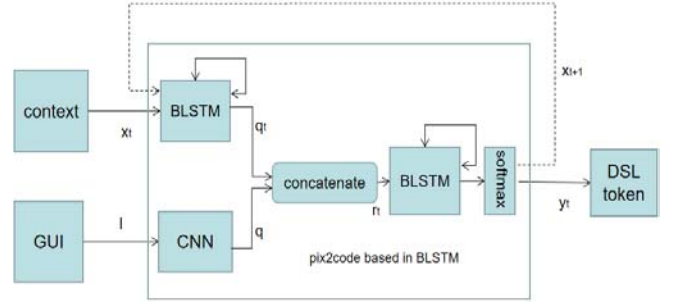 context
xₜ
BLSTM
qₜ
xₜ₊₁
concatenate
rₜ
BLSTM
softmax
yₜ
DSL
token
GUI
I
CNN
q
pix2code based in BLSTM